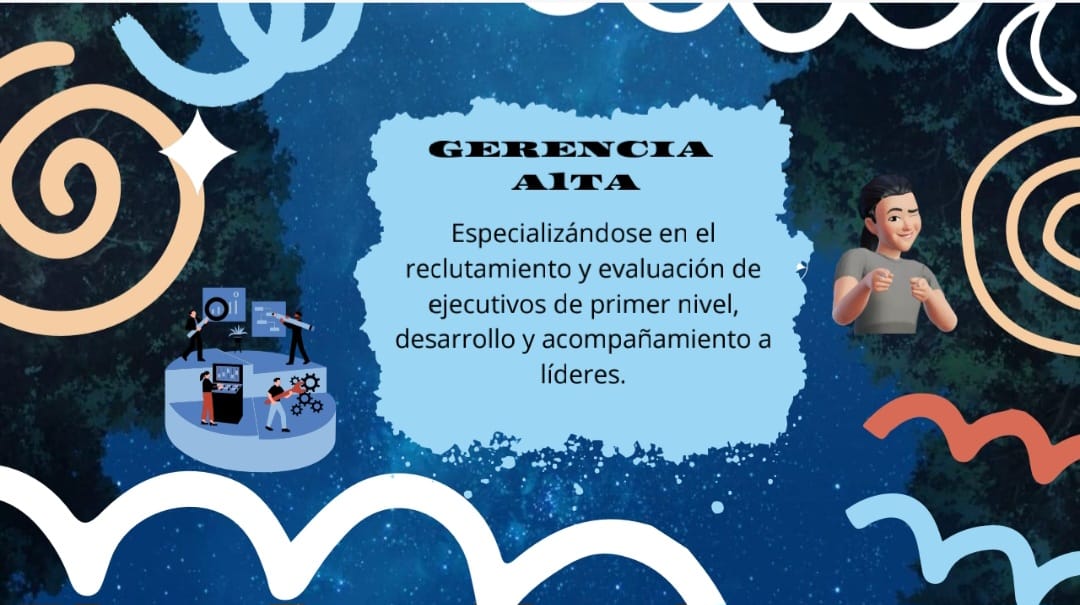 GERENCIA
AlTA
Especializándose en el
reclutamiento y evaluación de
ejecutivos de primer nivel,
desarrollo y acompañamiento a
líderes.